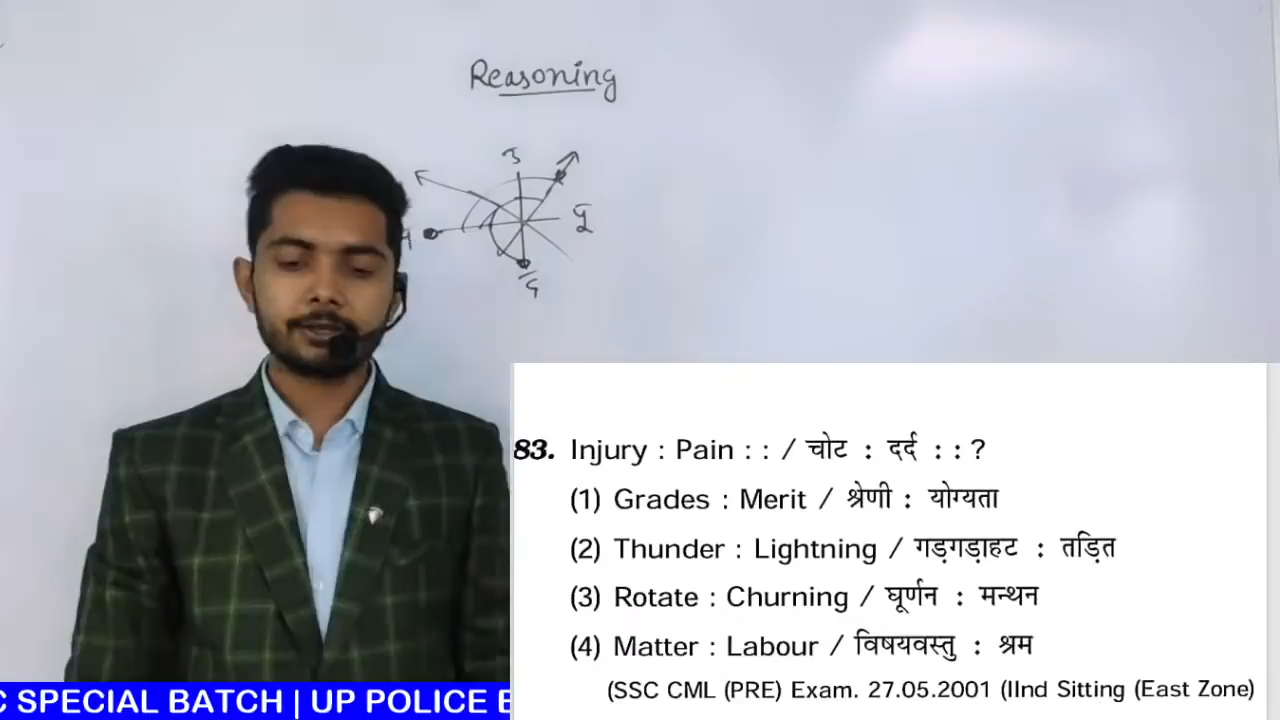 Reasoning
83. Injury : Pain : : / चोट : दर्द : : ?
(1) Grades : Merit / श्रेणी : योग्यता
(2) Thunder : Lightning / गड़गड़ाहट : तड़ित
(3) Rotate : Churning / घूर्णन : मन्थन
(4) Matter : Labour / विषयवस्तु : श्रम
(SSC CML (PRE) Exam. 27.05.2001 (IInd Sitting (East Zone)
C SPECIAL BATCH | UP POLICE